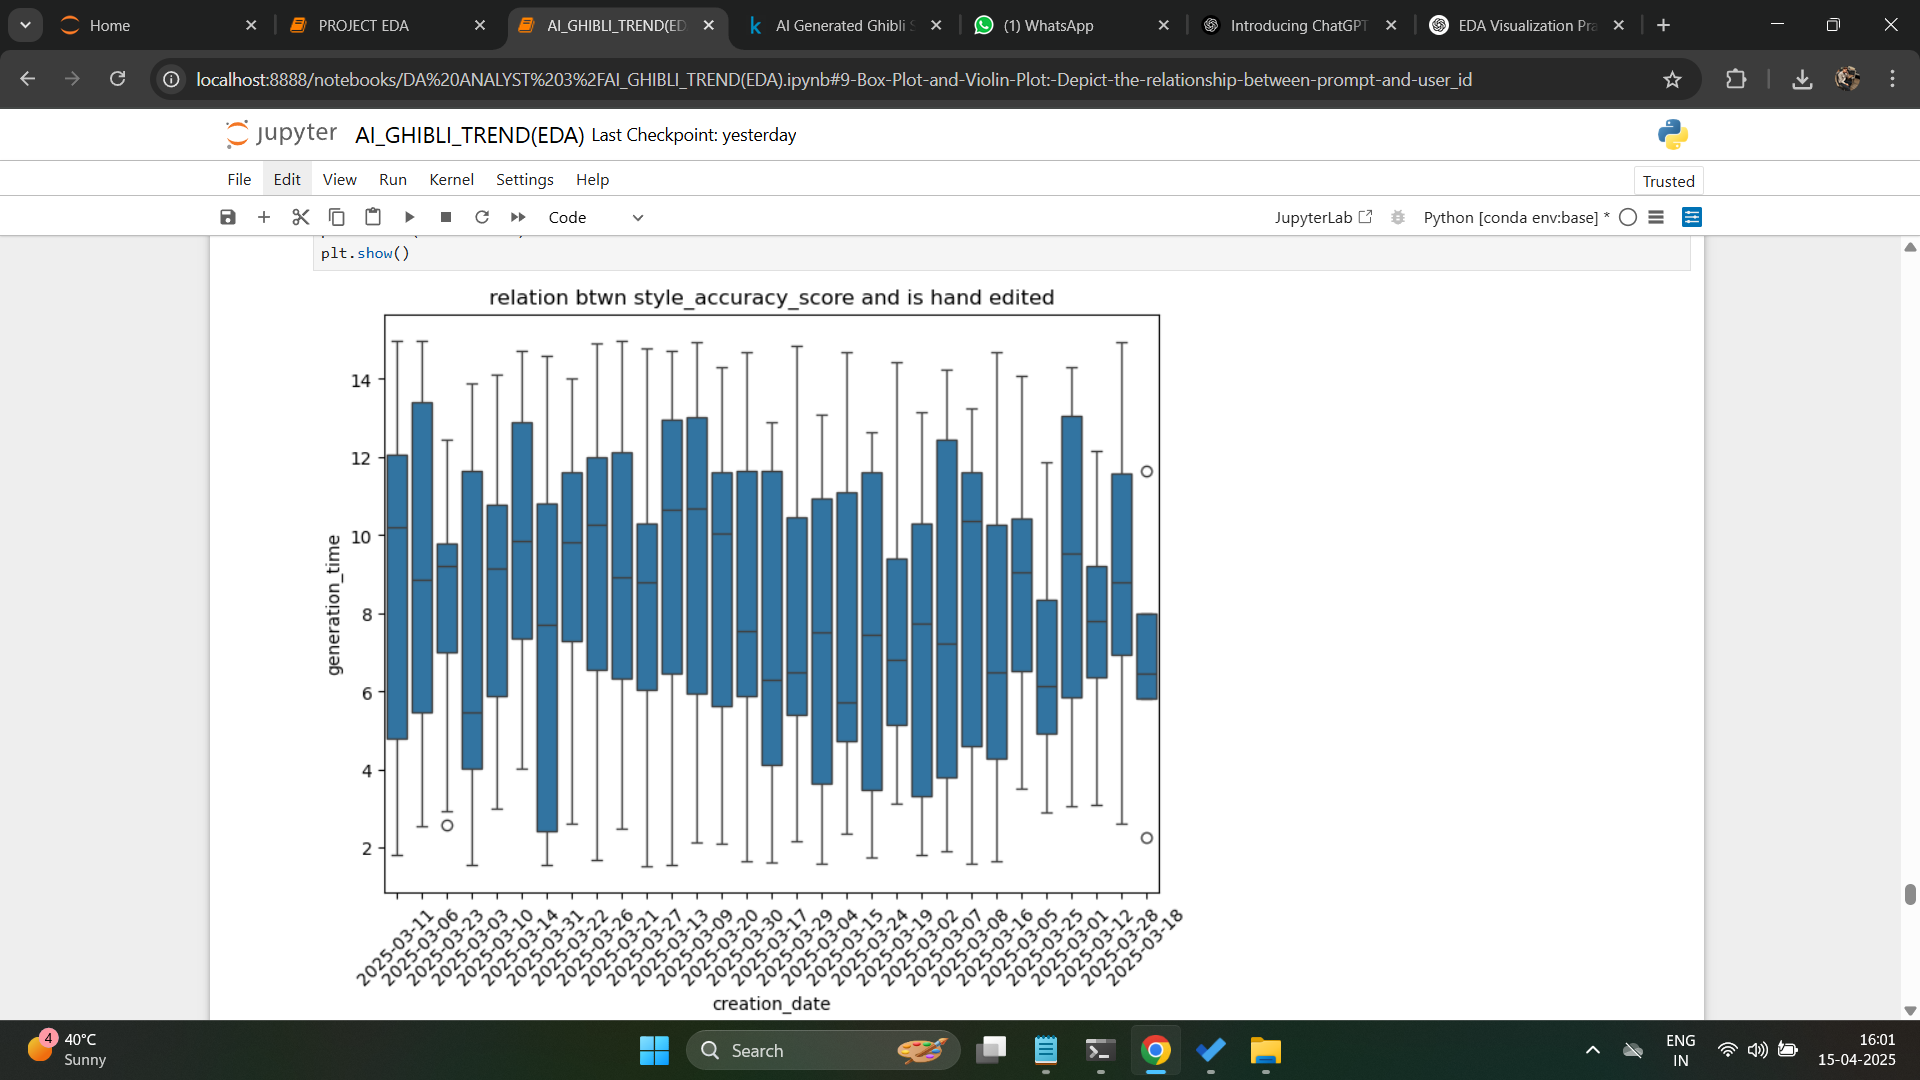 Home
PROJECT EDA
AI_GHIBLI_TREND(ED
AI Generated Ghibli S
(1) WhatsApp
Introducing ChatGPT
EDA Visualization Pra
localhost:8888/notebooks/DA%20ANALYST%203%2FAI_GHIBLI_TREND(EDA).ipynb#9-Box-Plot-and-Violin-Plot:-Depict-the-relationship-between-prompt-and-user_id
jupyter AI_GHIBLI_TREND(EDA) Last Checkpoint: yesterday
File Edit View Run Kernel Settings Help
Trusted
Code
JupyterLab
Python [conda env:base] *
plt.show()
relation btwn style_accuracy_score and is hand edited
14
12
10
8
6
4
2
generation_time
2025-03-11
2025-03-06
2025-03-23
2025-03-03
2025-03-10
2025-03-14
2025-03-31
2025-03-22
2025-03-26
2025-03-21
2025-03-27
2025-03-13
2025-03-09
2025-03-20
2025-03-30
2025-03-17
2025-03-29
2025-03-04
2025-03-15
2025-03-24
2025-03-19
2025-03-02
2025-03-07
2025-03-08
2025-03-16
2025-03-05
2025-03-25
2025-03-01
2025-03-12
2025-03-28
2025-03-18
creation_date
4
40°C
Sunny
Search
ENG
IN
16:01
15-04-2025